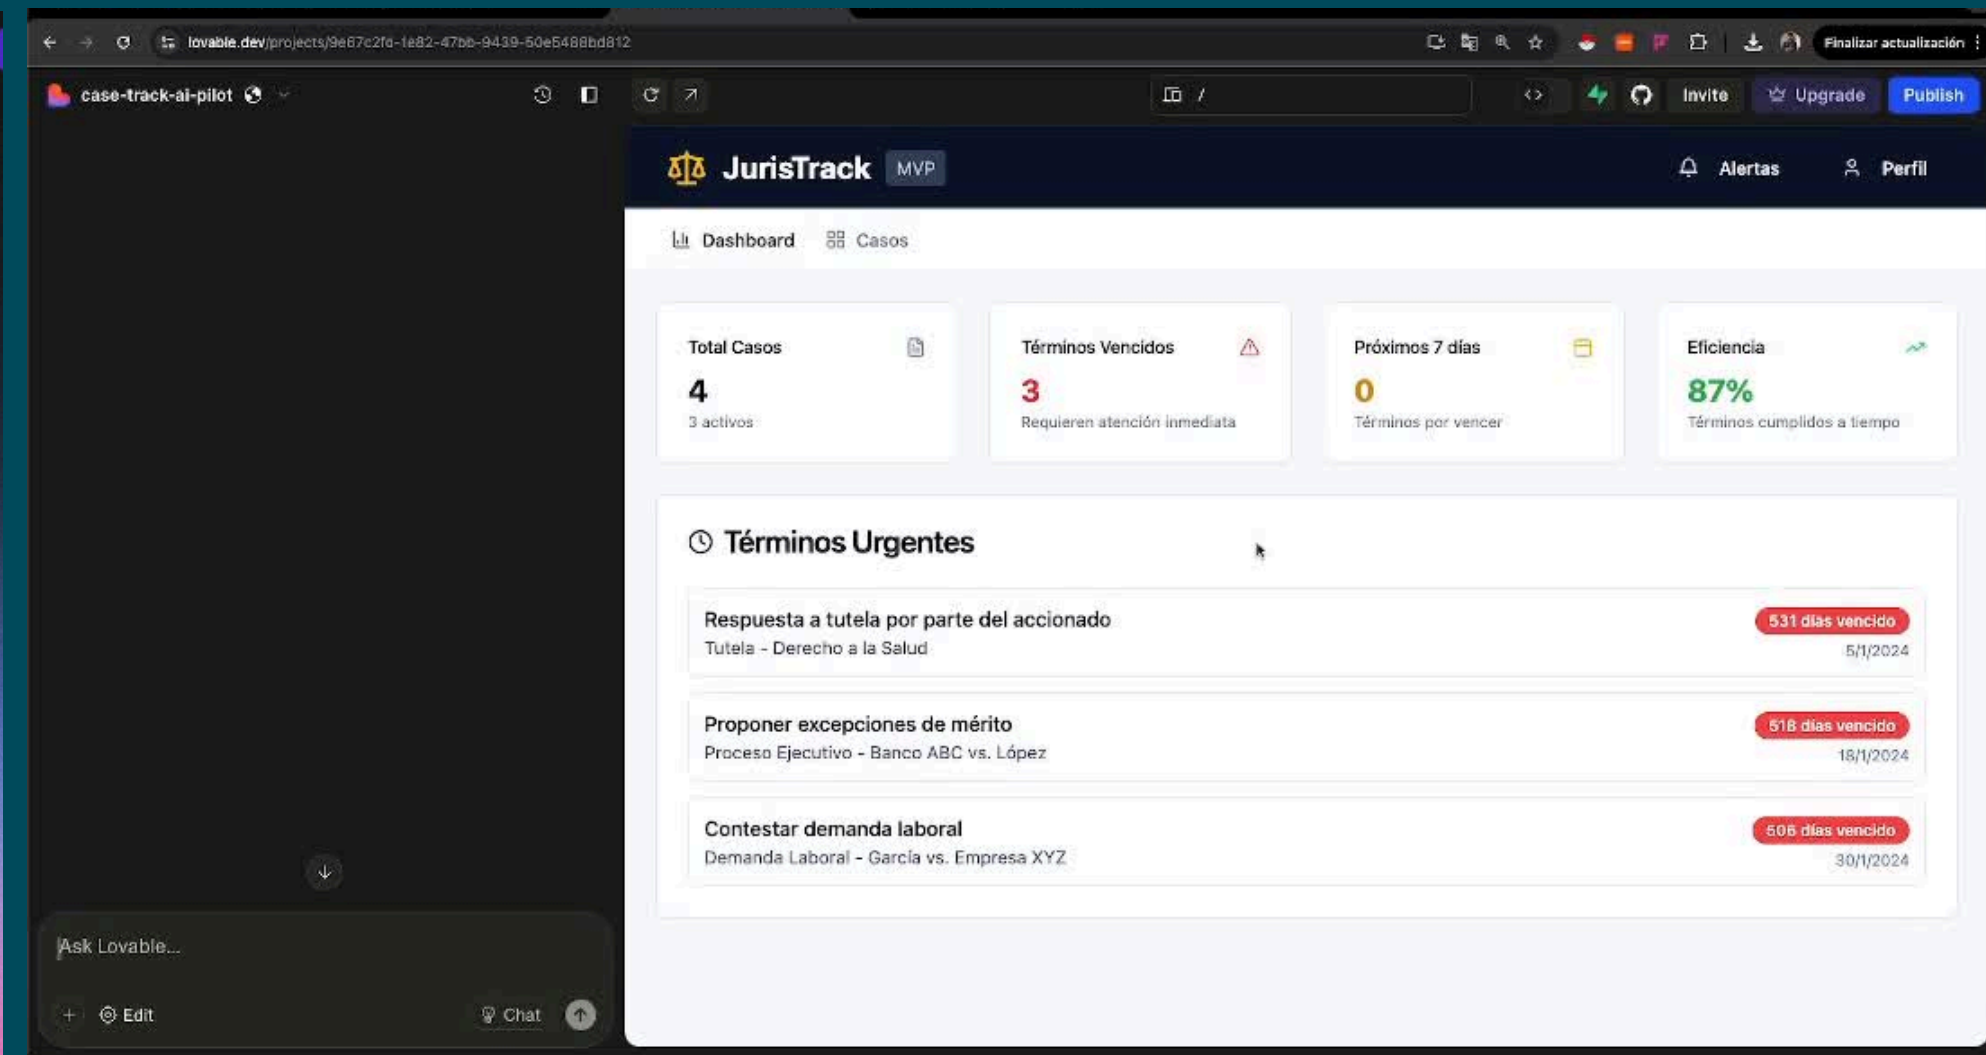 lovable.dev/projects/9e67c2fd-1e82-47bb-9439-50e5488bd812
Finalizar actualización
case-track-ai-pilot
/
Invite
Upgrade
Publish
JurisTrack
MVP
Alertas
Perfil
Dashboard
Casos
Total Casos
4
3 activos
Términos Vencidos
3
Requieren atención inmediata
Próximos 7 días
0
Términos por vencer
Eficiencia
87%
Términos cumplidos a tiempo
Términos Urgentes
Respuesta a tutela por parte del accionado
531 días vencido
Tutela - Derecho a la Salud
5/1/2024
Proponer excepciones de mérito
518 días vencido
Proceso Ejecutivo - Banco ABC vs. López
18/1/2024
Contestar demanda laboral
506 días vencido
Demanda Laboral - García vs. Empresa XYZ
30/1/2024
Ask Lovable...
Edit
Chat